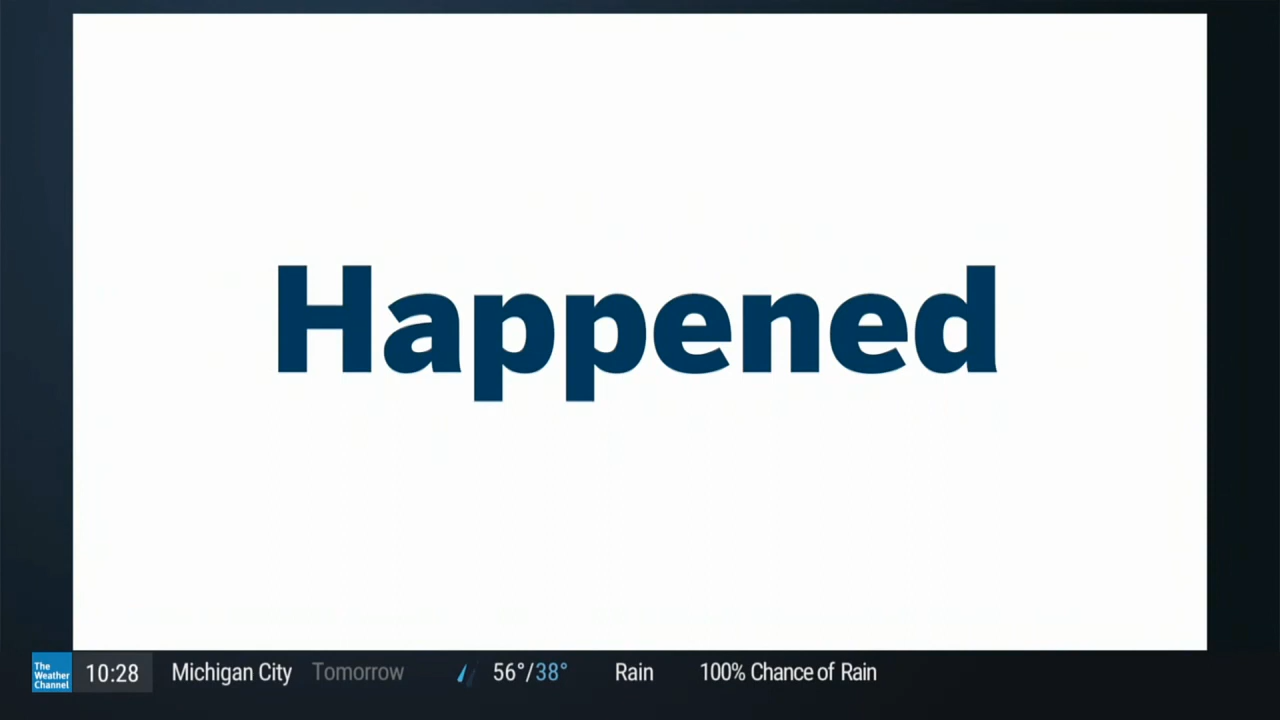 Happened
The
Weather
Channel
10:28 Michigan City Tomorrow 56°/38° Rain 100% Chance of Rain